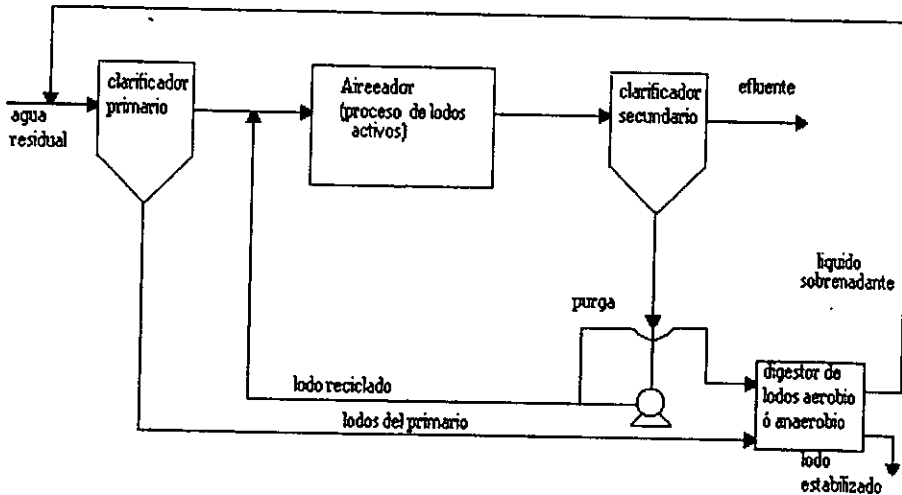 clarificador
primario
agua
residual
Aireeador
(proceso de lodos
activos)
clarificador
secundario
efluente
liquido
sobrenadante
purga
lodo reciclado
lodos del primario
digestor de
lodos aerobio
ó anaerobio
lodo
estabilizado